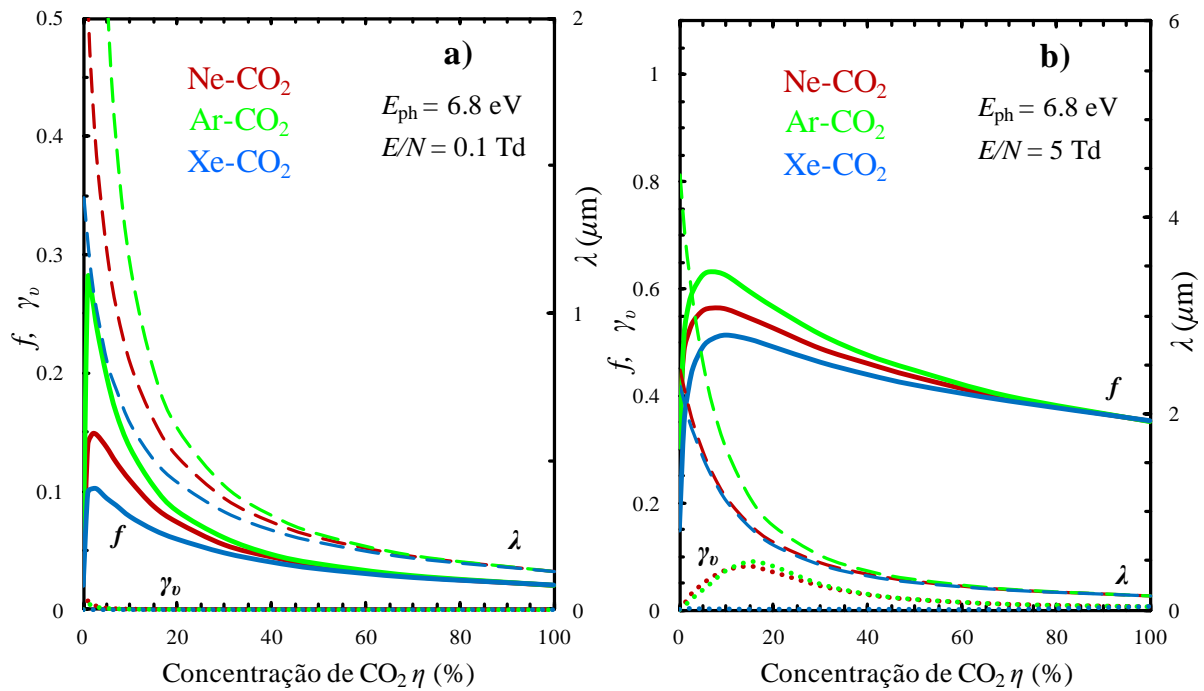 a)
Ne-CO₂
Ar-CO₂
Xe-CO₂
Eph = 6.8 eV
E/N = 0.1 Td
f, γυ
0.5
0.4
0.3
0.2
0.1
0
f
γυ
λ
2
1
0
λ (μm)
0 20 40 60 80 100
Concentração de CO₂ η (%)
b)
Ne-CO₂
Ar-CO₂
Xe-CO₂
Eph = 6.8 eV
E/N = 5 Td
f, γυ
1
0.8
0.6
0.4
0.2
0
f
γυ
λ
6
4
2
0
λ (μm)
0 20 40 60 80 100
Concentração de CO₂ η (%)